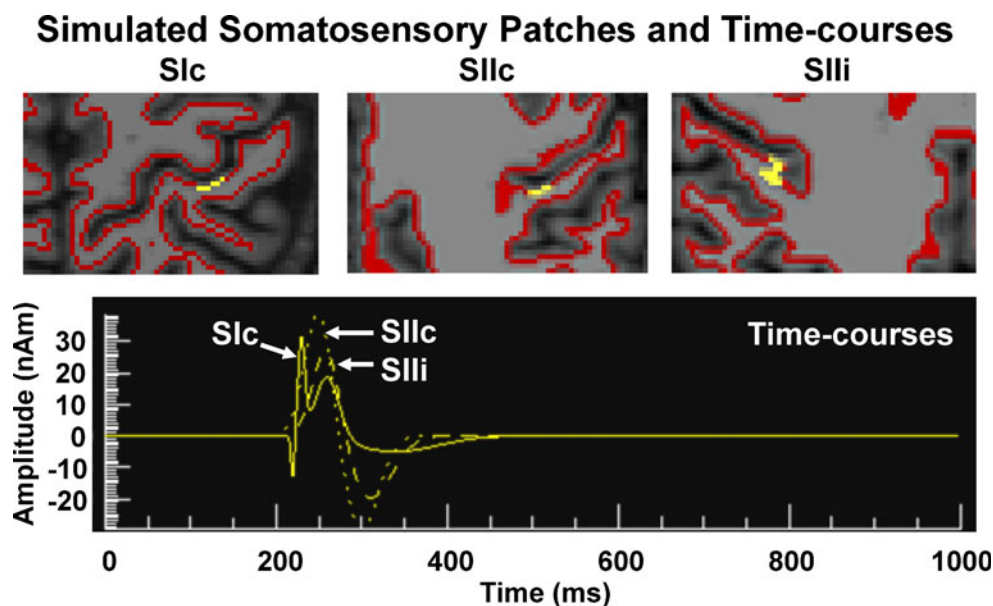 Simulated Somatosensory Patches and Time-courses
SIc SIIc SIIi
Amplitude (nAm)
30
20
10
0
-10
-20
SIc
SIIc
SIIi
Time-courses
0 200 400 600 800 1000
Time (ms)